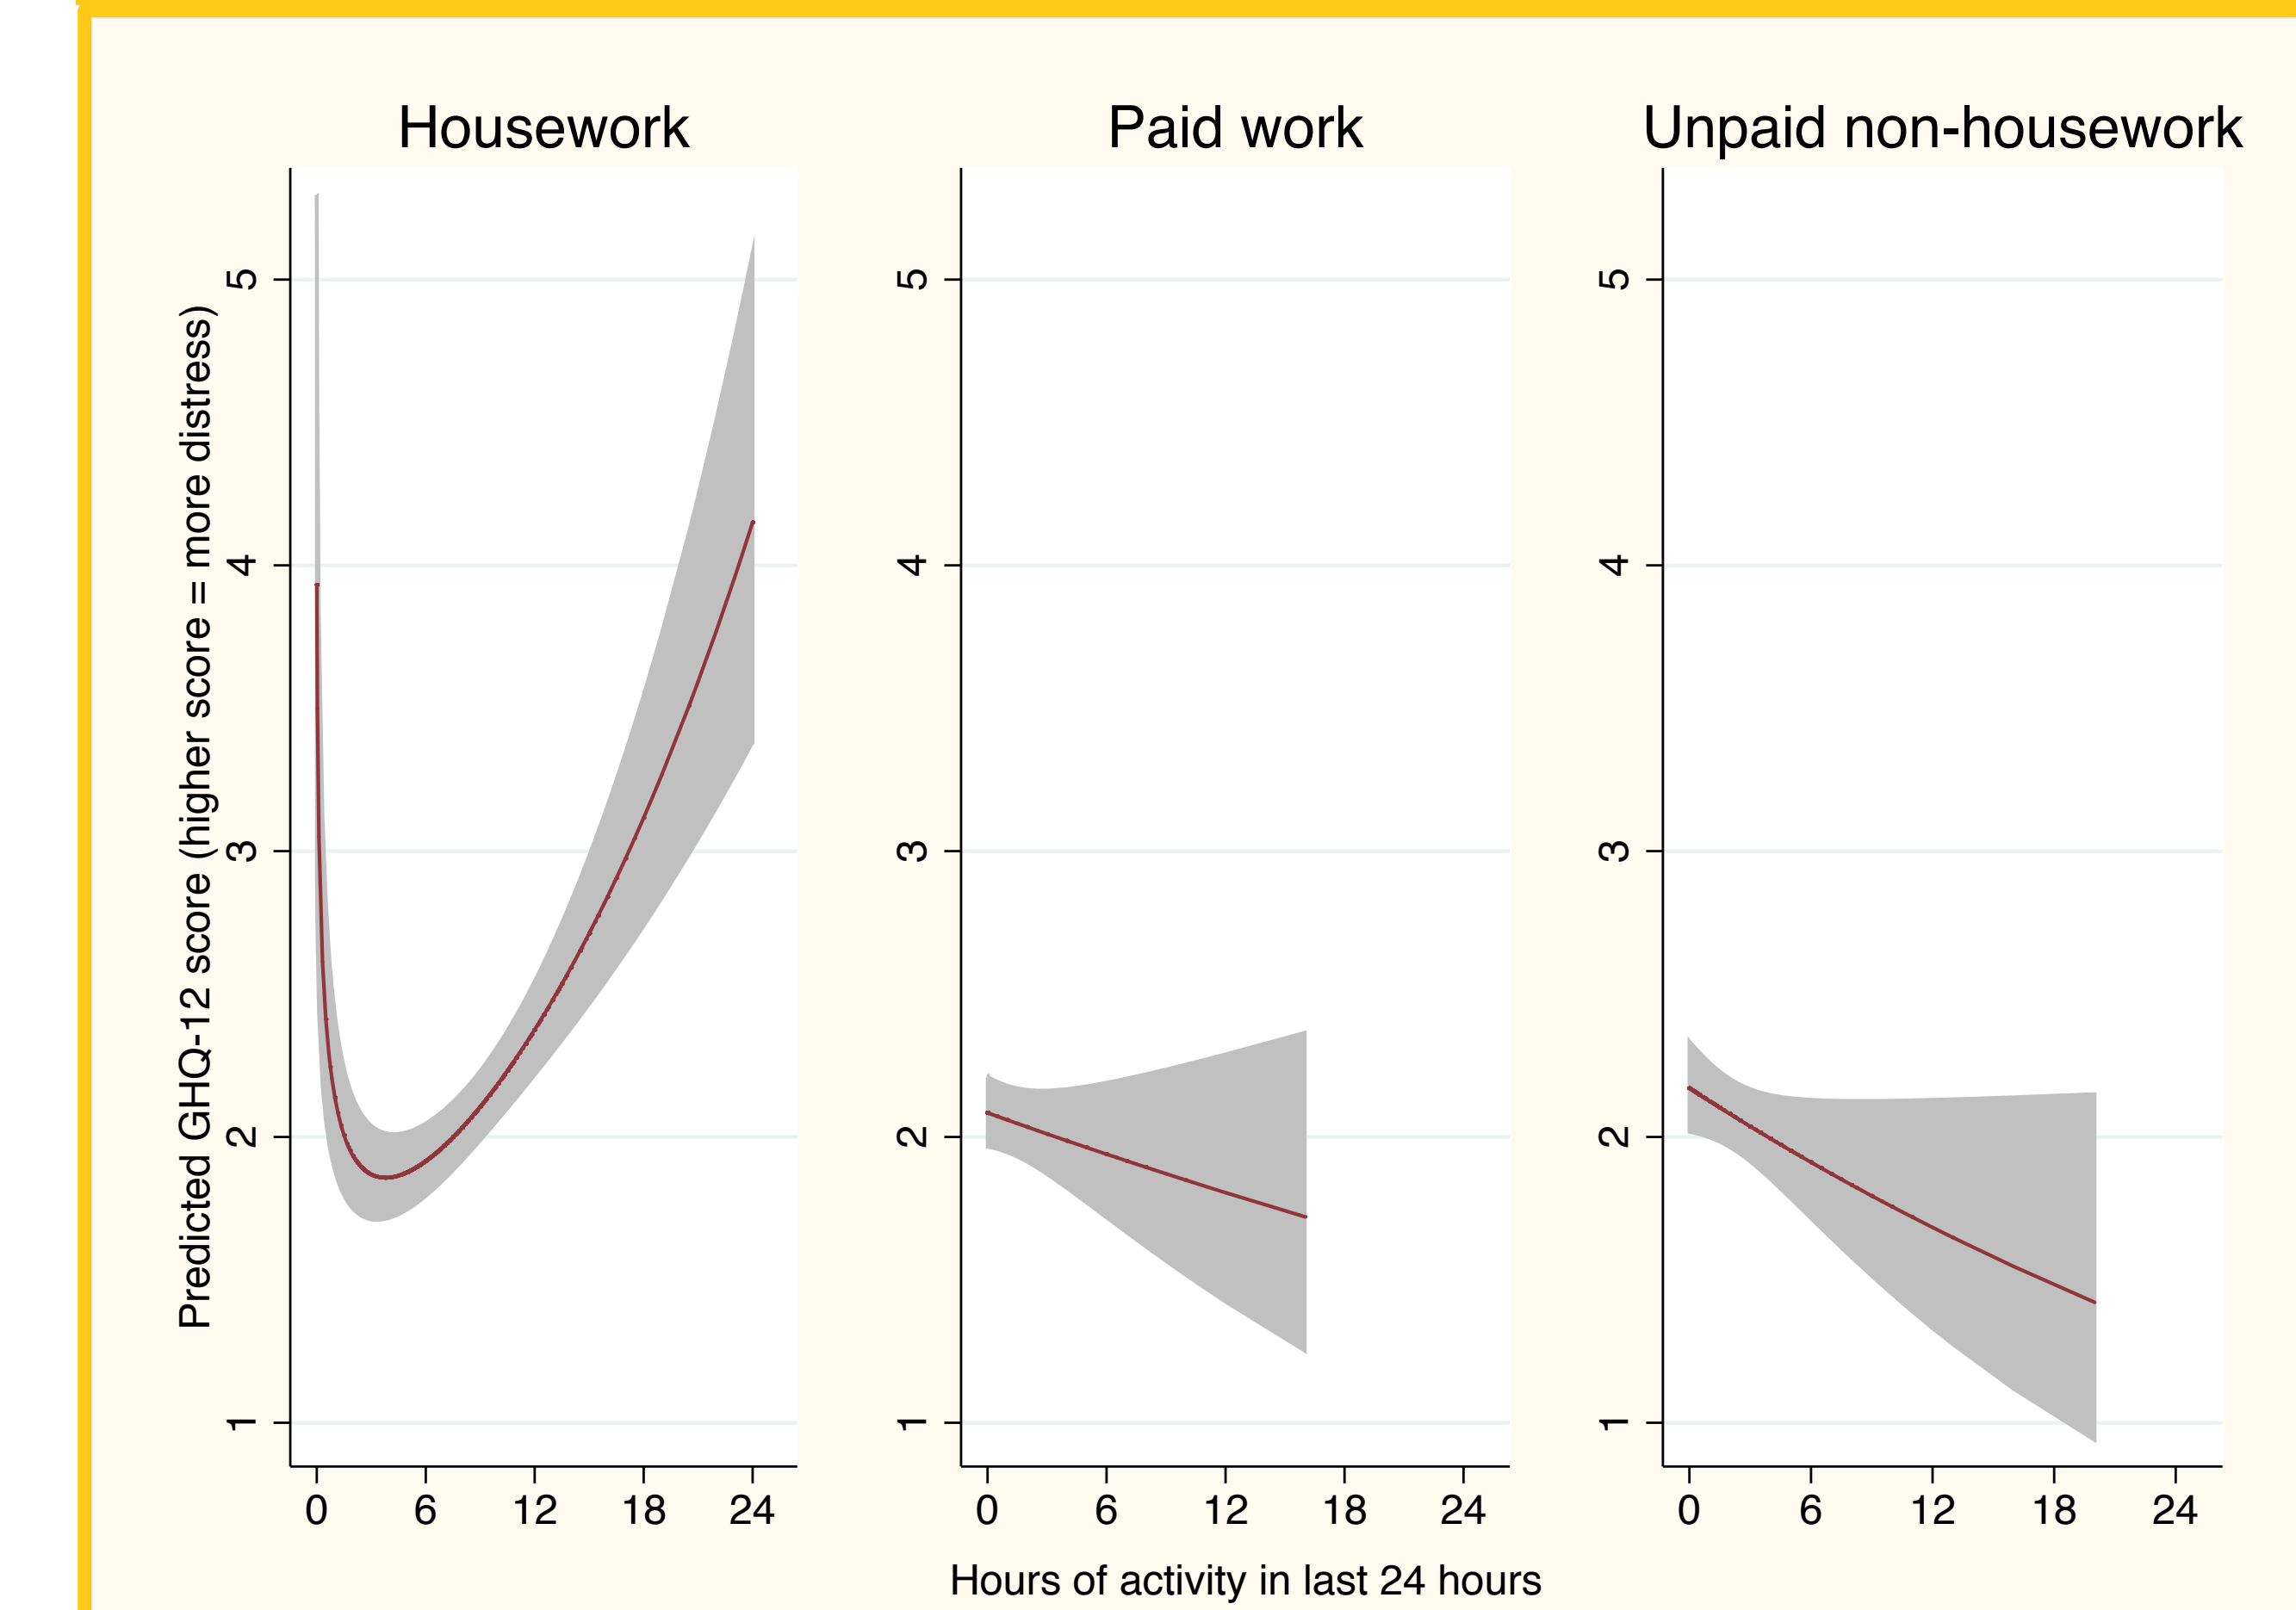 Housework
Paid work
Unpaid non-housework
Predicted GHQ-12 score (higher score = more distress)
5
4
3
2
1
0 6 12 18 24
5
4
3
2
1
0 6 12 18 24
5
4
3
2
1
0 6 12 18 24
Hours of activity in last 24 hours